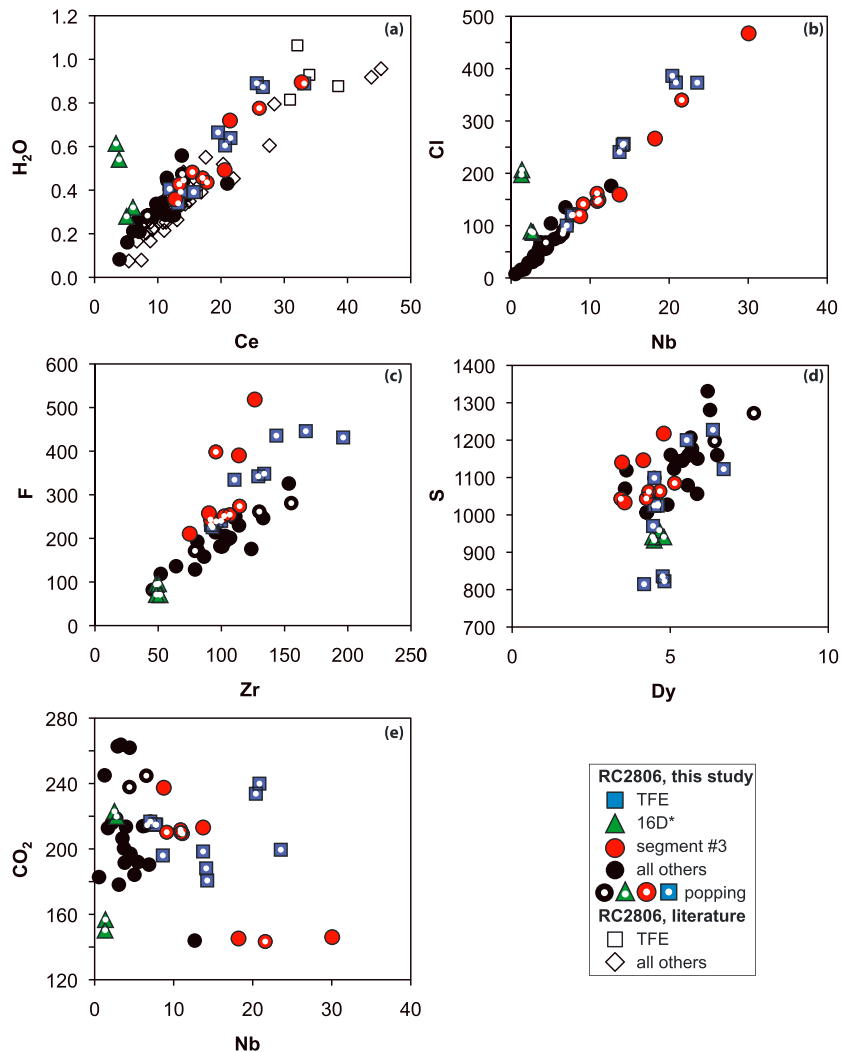 (a)
1.2
1.0
0.8
0.6
0.4
0.2
0.0
H₂O
0 10 20 30 40 50
Ce
(b)
500
400
300
200
100
0
Cl
0 10 20 30 40
Nb
(c)
600
500
400
300
200
100
0
F
0 50 100 150 200 250
Zr
(d)
1400
1300
1200
1100
1000
900
800
700
S
0 5 10
Dy
(e)
280
240
200
160
120
CO₂
0 10 20 30 40
Nb
RC2806, this study
TFE
16D*
segment #3
all others
popping
RC2806, literature
TFE
all others